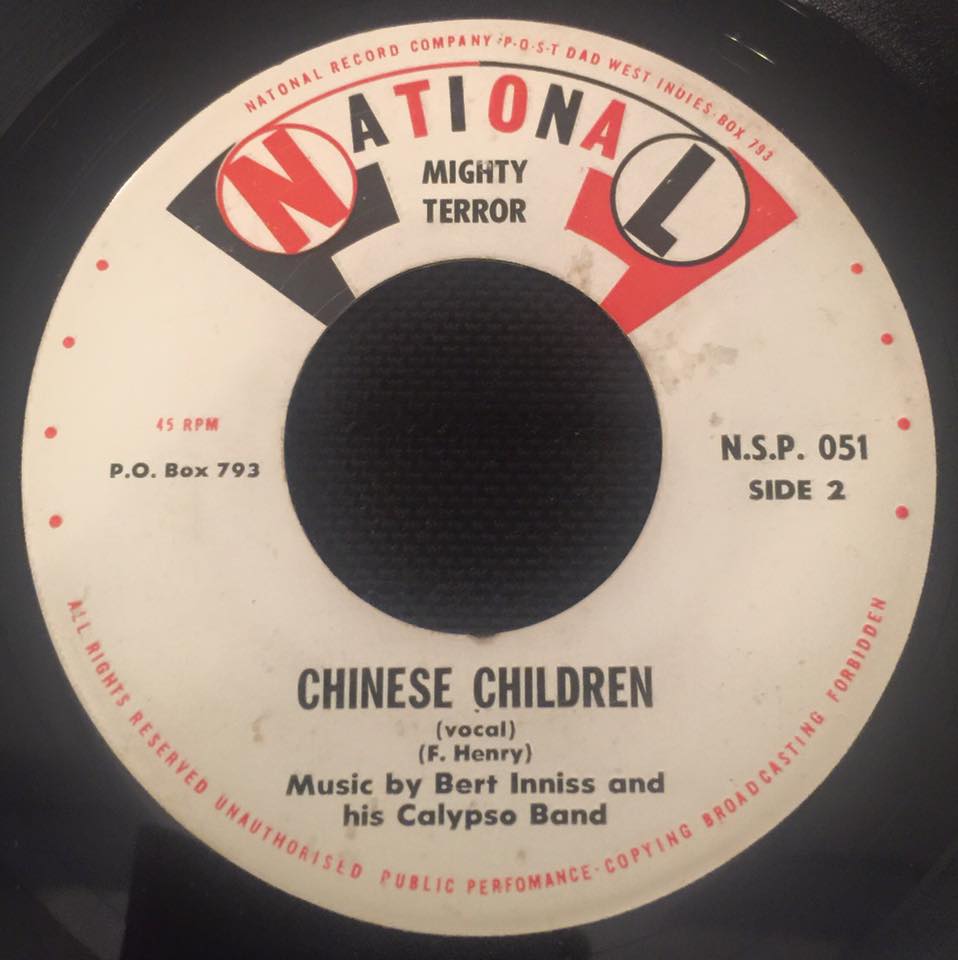 NATONAL RECORD COMPANY·P·O·S·T DAD WEST INDIES·BOX 793
NATIONAL
MIGHTY
TERROR
45 RPM
P.O. Box 793
N.S.P. 051
SIDE 2
CHINESE CHILDREN
(vocal)
(F. Henry)
Music by Bert Inniss and
his Calypso Band
ALL RIGHTS RESERVED UNAUTHORISED PUBLIC PERFOMANCE·COPYING BROADCASTING FORBIDDEN